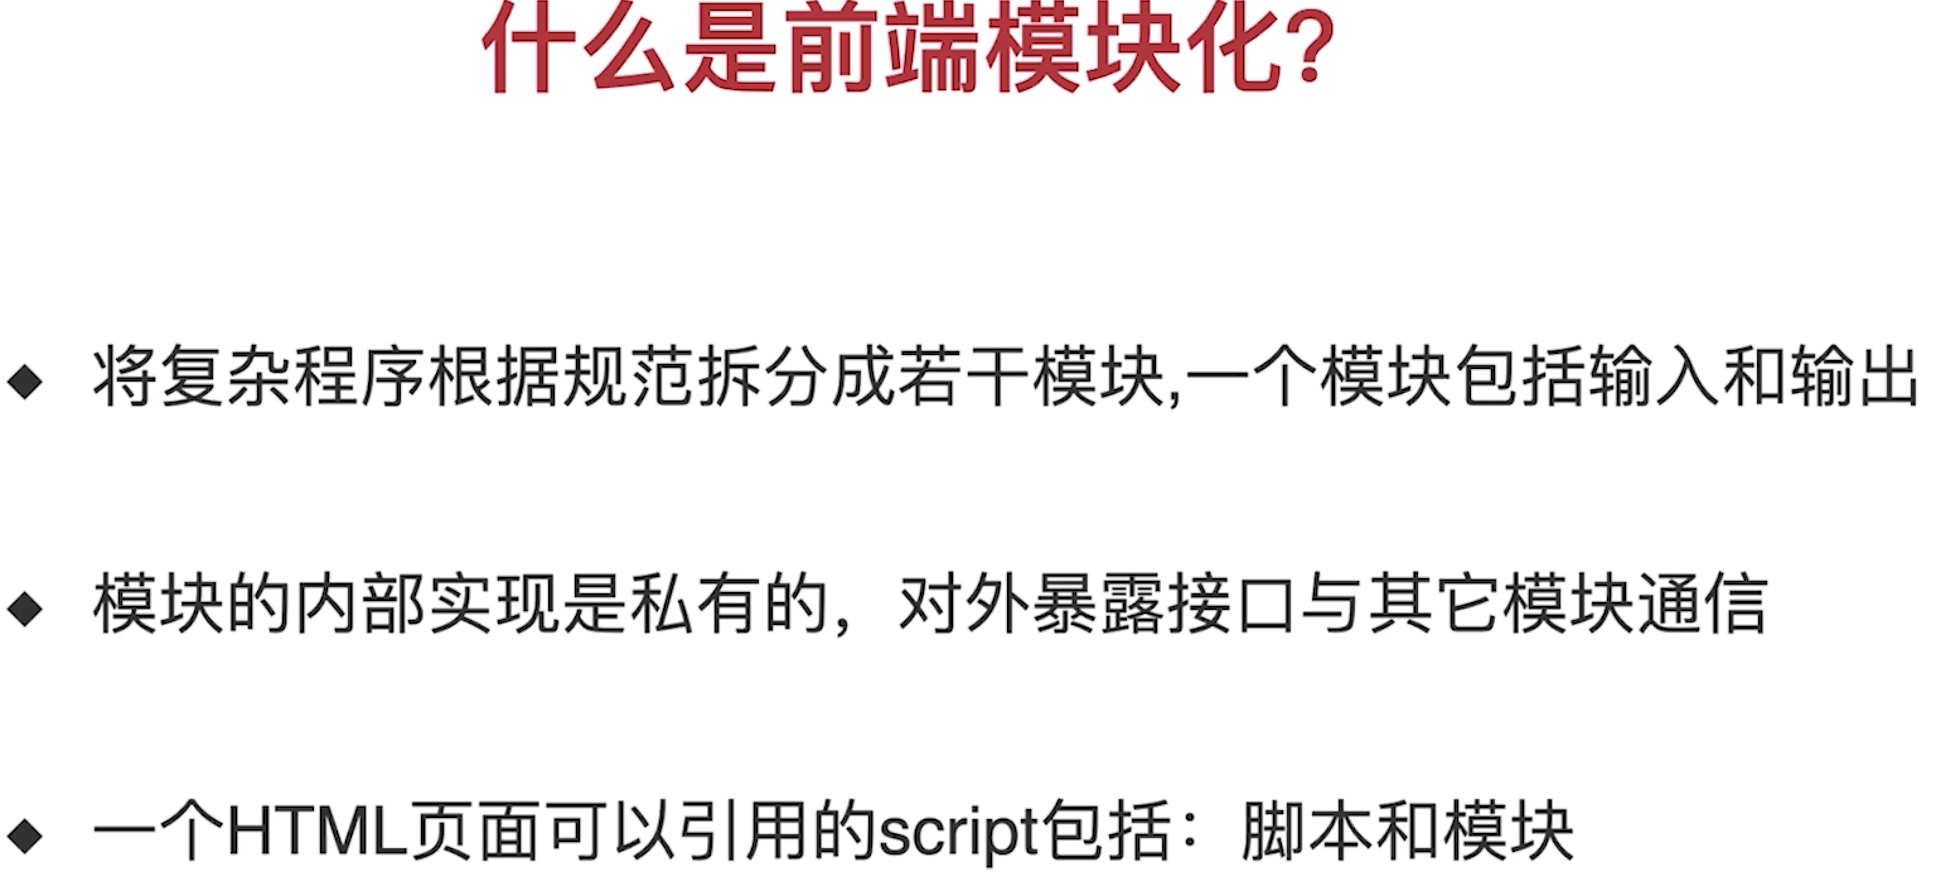 什么是前端模块化?
◆ 将复杂程序根据规范拆分成若干模块,一个模块包括输入和输出
◆ 模块的内部实现是私有的，对外暴露接口与其它模块通信
◆ 一个HTML页面可以引用的script包括：脚本和模块